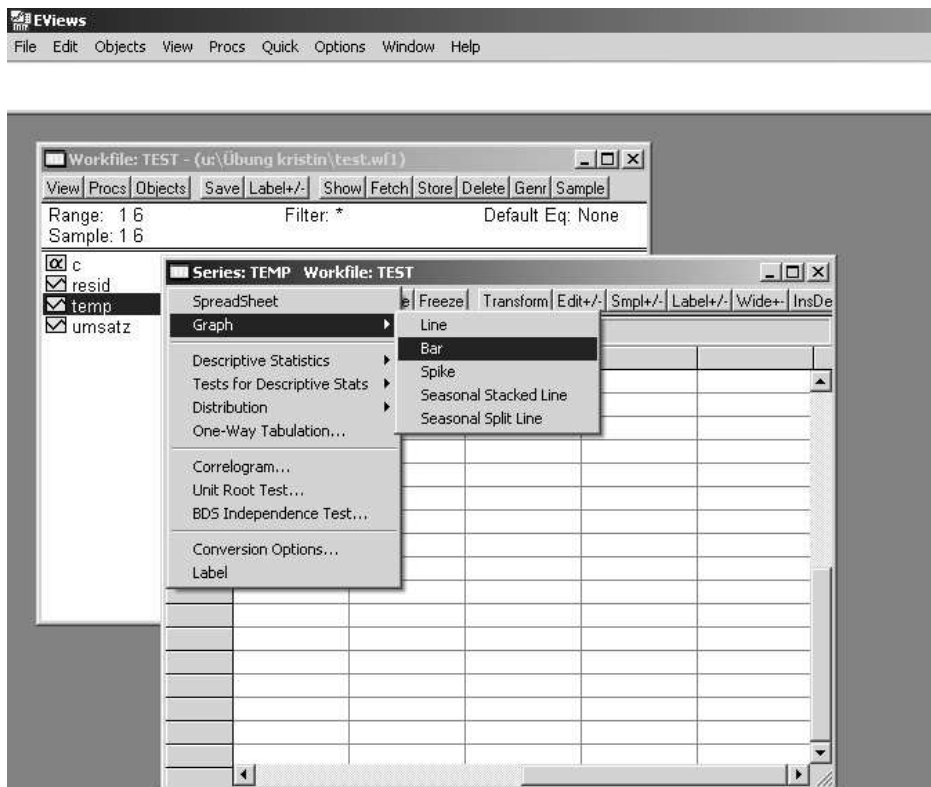 EViews
File Edit Objects View Procs Quick Options Window Help
Workfile: TEST - (u:\Übung kristin\test.wf1)
View Procs Objects Save Label+/- Show Fetch Store Delete Genr Sample
Range: 1 6 Filter: * Default Eq: None
Sample: 1 6
c
resid
temp
umsatz
Series: TEMP Workfile: TEST
Freeze Transform Edit+/- Smpl+/- Label+/- Wide+- InsDe
SpreadSheet
Graph
Descriptive Statistics
Tests for Descriptive Stats
Distribution
One-Way Tabulation...
Correlogram...
Unit Root Test...
BDS Independence Test...
Conversion Options...
Label
Line
Bar
Spike
Seasonal Stacked Line
Seasonal Split Line